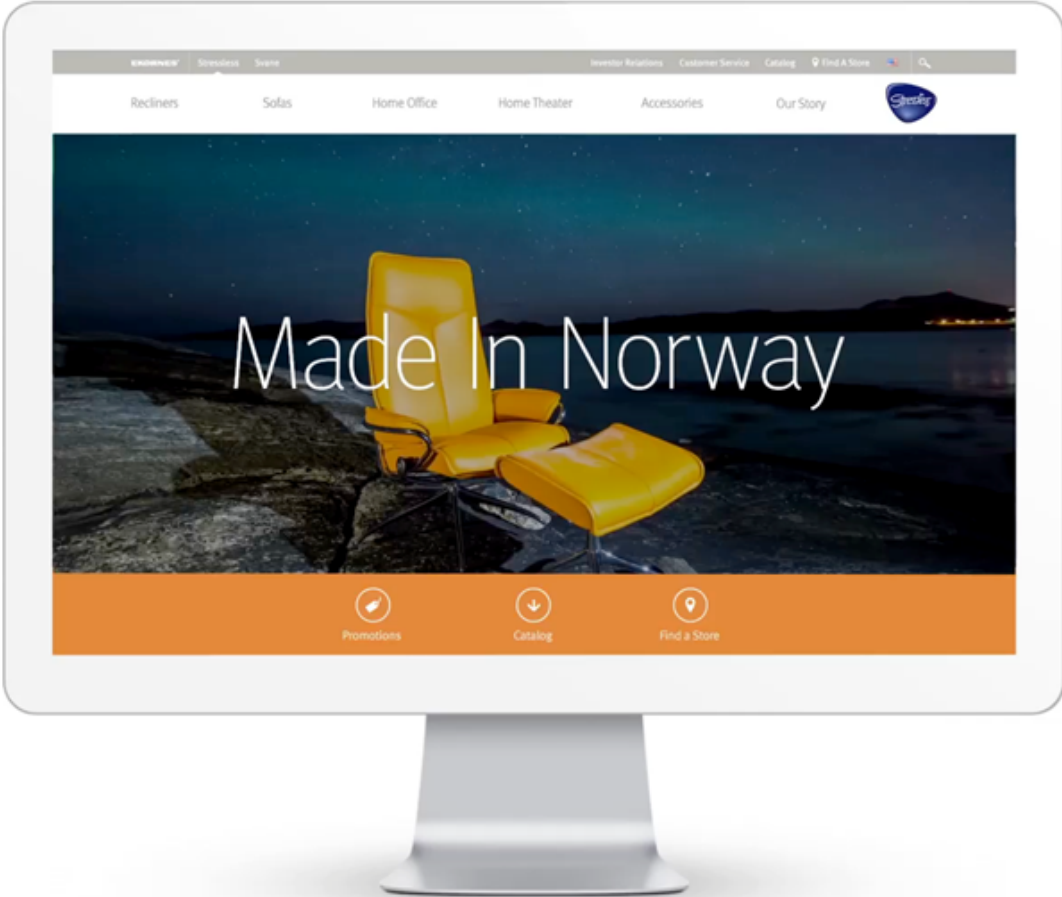 EKORNES Stressless Svane Investor Relations Customer Service Catalog Find A Store
Recliners Sofas Home Office Home Theater Accessories Our Story Stressless
Made In Norway
Promotions Catalog Find a Store